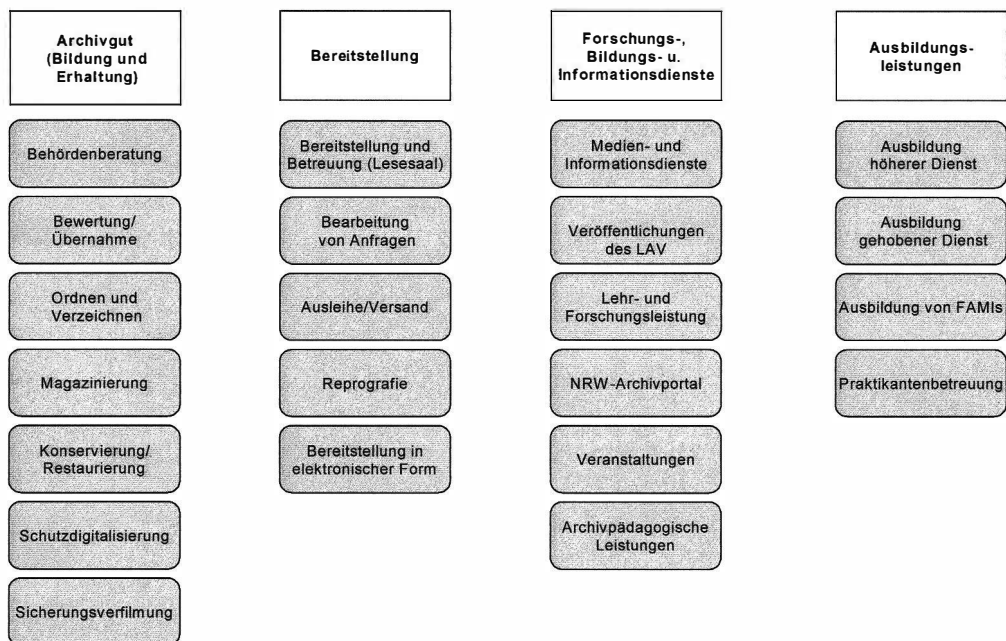 Archivgut
(Bildung und
Erhaltung)
Behördenberatung
Bewertung/
Übernahme
Ordnen und
Verzeichnen
Magazinierung
Konservierung/
Restaurierung
Schutzdigitalisierung
Sicherungsverfilmung
Bereitstellung
Bereitstellung und
Betreuung (Lesesaal)
Bearbeitung
von Anfragen
Ausleihe/Versand
Reprografie
Bereitstellung in
elektronischer Form
Forschungs-,
Bildungs- u.
Informationsdienste
Medien- und
Informationsdienste
Veröffentlichungen
des LAV
Lehr- und
Forschungsleistung
NRW-Archivportal
Veranstaltungen
Archivpädagogische
Leistungen
Ausbildungs-
leistungen
Ausbildung
höherer Dienst
Ausbildung
gehobener Dienst
Ausbildung von FAMIs
Praktikantenbetreuung